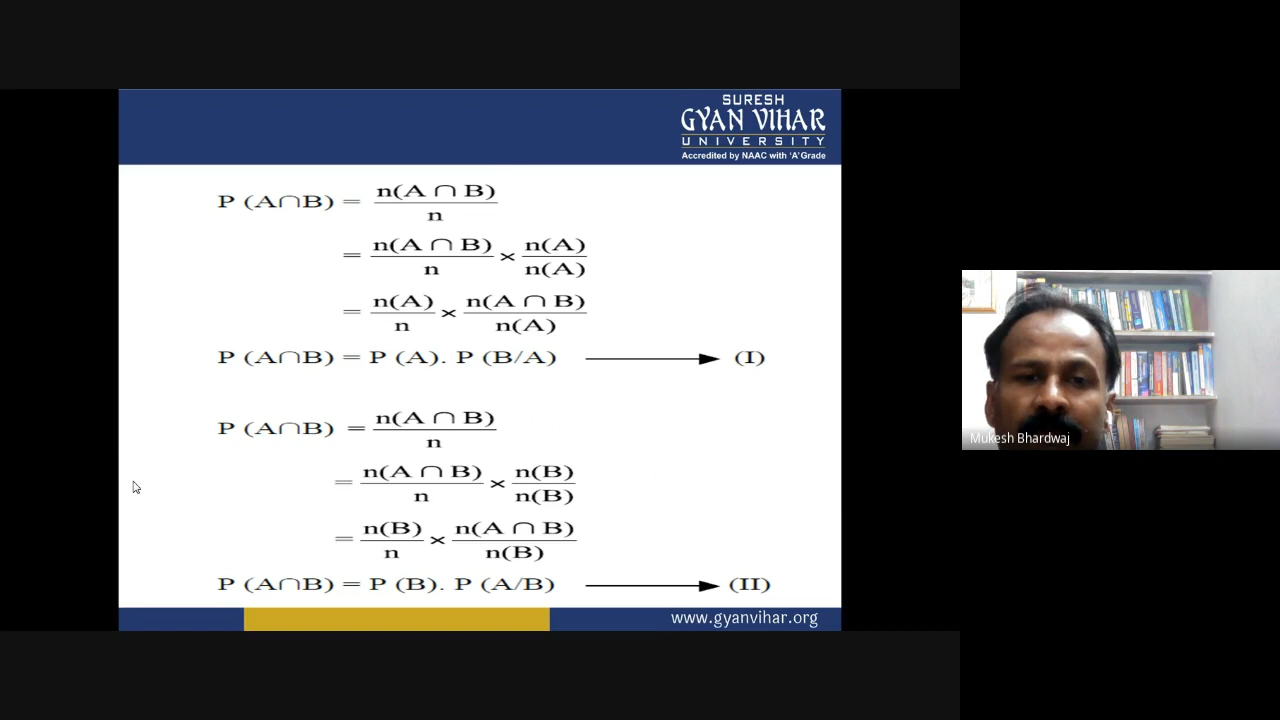 SURESH
GYAN VIHAR
UNIVERSITY
Accredited by NAAC with 'A' Grade
P (A∩B) = n(A ∩ B) / n
= n(A ∩ B) / n × n(A) / n(A)
= n(A) / n × n(A ∩ B) / n(A)
P (A∩B) = P (A). P (B/A) ⟶ (I)
P (A∩B) = n(A ∩ B) / n
= n(A ∩ B) / n × n(B) / n(B)
= n(B) / n × n(A ∩ B) / n(B)
P (A∩B) = P (B). P (A/B) ⟶ (II)
www.gyanvihar.org
Mukesh Bhardwaj